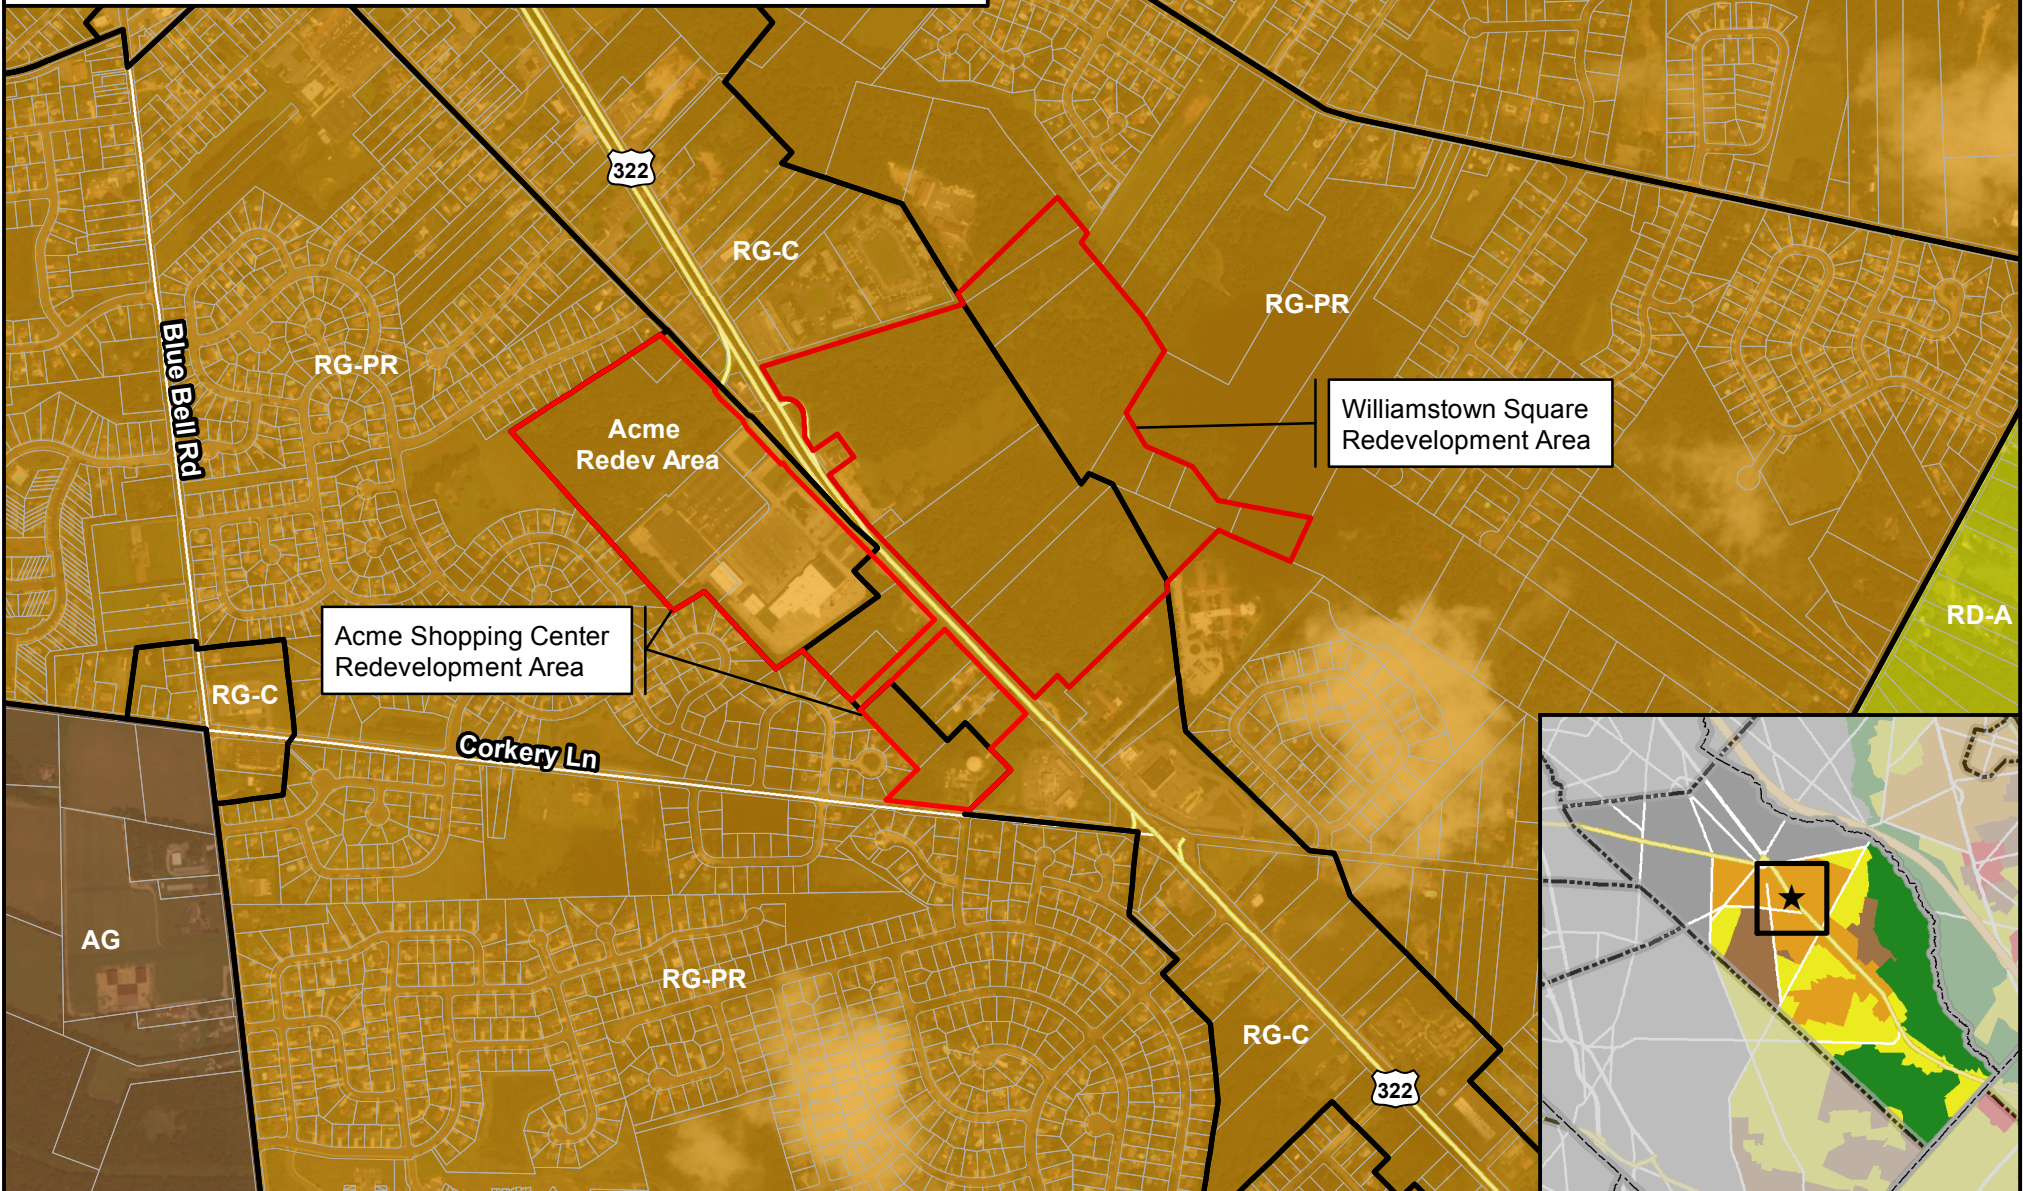 322
RG-C
RG-PR
RG-PR
Blue Bell Rd
Acme
Redev Area
Williamstown Square
Redevelopment Area
Acme Shopping Center
Redevelopment Area
RD-A
RG-C
Corkery Ln
AG
RG-PR
RG-C
322